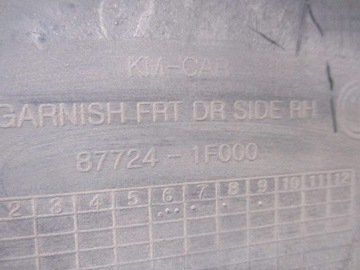 KM-CAR
GARNISH FRT DR SIDE RH
87724-1F000
2 3 4 5 6 7 8 9 10 11 12